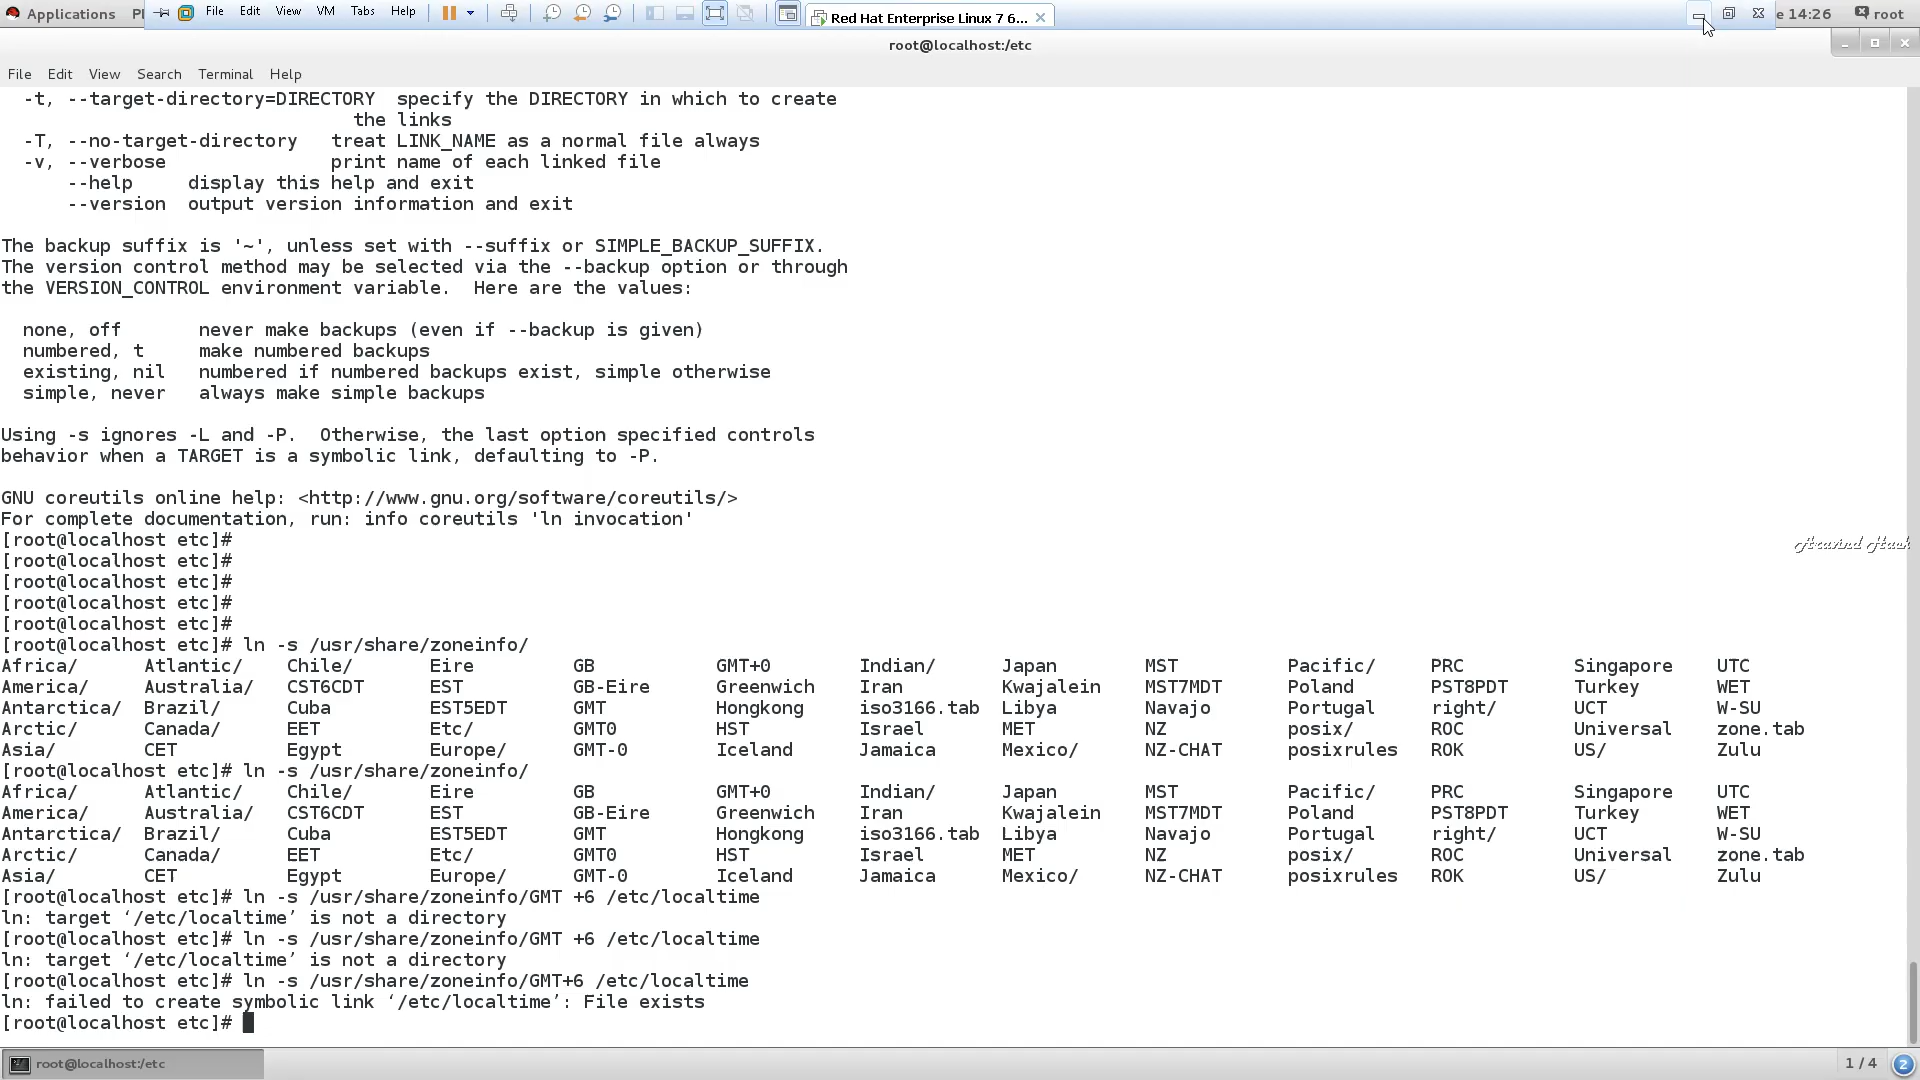 Applications Pl File Edit View VM Tabs Help Red Hat Enterprise Linux 7 6... e 14:26 root
root@localhost:/etc
File Edit View Search Terminal Help
-t, --target-directory=DIRECTORY specify the DIRECTORY in which to create
the links
-T, --no-target-directory treat LINK_NAME as a normal file always
-v, --verbose print name of each linked file
--help display this help and exit
--version output version information and exit
The backup suffix is '~', unless set with --suffix or SIMPLE_BACKUP_SUFFIX.
The version control method may be selected via the --backup option or through
the VERSION_CONTROL environment variable. Here are the values:
none, off never make backups (even if --backup is given)
numbered, t make numbered backups
existing, nil numbered if numbered backups exist, simple otherwise
simple, never always make simple backups
Using -s ignores -L and -P. Otherwise, the last option specified controls
behavior when a TARGET is a symbolic link, defaulting to -P.
GNU coreutils online help: <http://www.gnu.org/software/coreutils/>
For complete documentation, run: info coreutils 'ln invocation'
[root@localhost etc]#
Aravind Hack
[root@localhost etc]#
[root@localhost etc]#
[root@localhost etc]#
[root@localhost etc]#
[root@localhost etc]# ln -s /usr/share/zoneinfo/
Africa/ Atlantic/ Chile/ Eire GB GMT+0 Indian/ Japan MST Pacific/ PRC Singapore UTC
America/ Australia/ CST6CDT EST GB-Eire Greenwich Iran Kwajalein MST7MDT Poland PST8PDT Turkey WET
Antarctica/ Brazil/ Cuba EST5EDT GMT Hongkong iso3166.tab Libya Navajo Portugal right/ UCT W-SU
Arctic/ Canada/ EET Etc/ GMT0 HST Israel MET NZ posix/ ROC Universal zone.tab
Asia/ CET Egypt Europe/ GMT-0 Iceland Jamaica Mexico/ NZ-CHAT posixrules ROK US/ Zulu
[root@localhost etc]# ln -s /usr/share/zoneinfo/
Africa/ Atlantic/ Chile/ Eire GB GMT+0 Indian/ Japan MST Pacific/ PRC Singapore UTC
America/ Australia/ CST6CDT EST GB-Eire Greenwich Iran Kwajalein MST7MDT Poland PST8PDT Turkey WET
Antarctica/ Brazil/ Cuba EST5EDT GMT Hongkong iso3166.tab Libya Navajo Portugal right/ UCT W-SU
Arctic/ Canada/ EET Etc/ GMT0 HST Israel MET NZ posix/ ROC Universal zone.tab
Asia/ CET Egypt Europe/ GMT-0 Iceland Jamaica Mexico/ NZ-CHAT posixrules ROK US/ Zulu
[root@localhost etc]# ln -s /usr/share/zoneinfo/GMT +6 /etc/localtime
ln: target ‘/etc/localtime’ is not a directory
[root@localhost etc]# ln -s /usr/share/zoneinfo/GMT +6 /etc/localtime
ln: target ‘/etc/localtime’ is not a directory
[root@localhost etc]# ln -s /usr/share/zoneinfo/GMT+6 /etc/localtime
ln: failed to create symbolic link ‘/etc/localtime’: File exists
[root@localhost etc]#
root@localhost:/etc 1 / 4 2